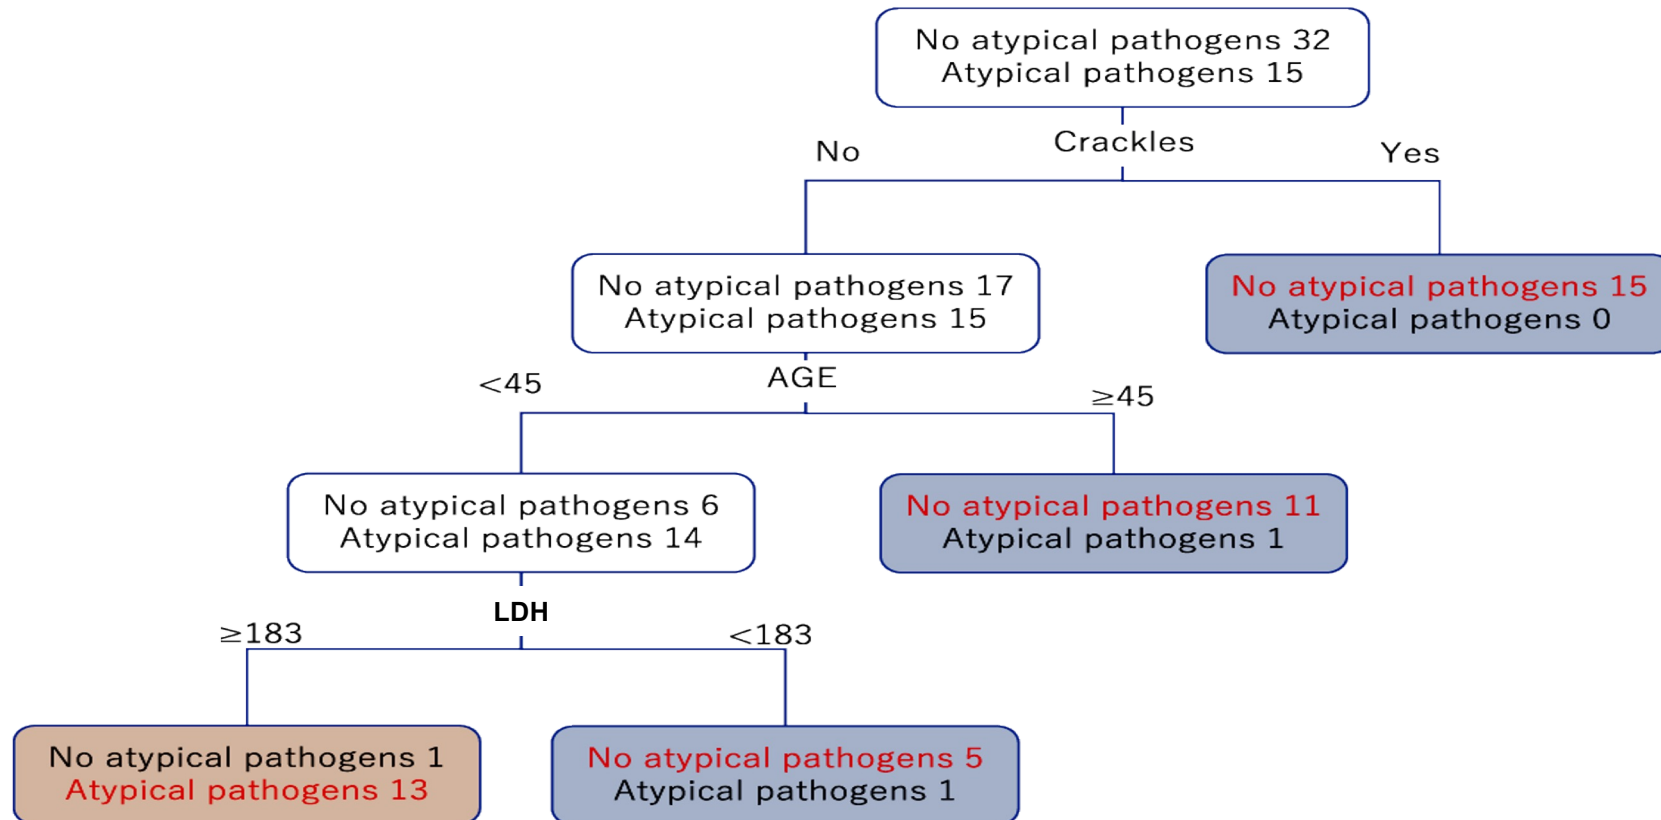 No atypical pathogens 32
Atypical pathogens 15
Crackles
No
Yes
No atypical pathogens 17
Atypical pathogens 15
No atypical pathogens 15
Atypical pathogens 0
AGE
<45
≥45
No atypical pathogens 6
Atypical pathogens 14
No atypical pathogens 11
Atypical pathogens 1
LDH
≥183
<183
No atypical pathogens 1
Atypical pathogens 13
No atypical pathogens 5
Atypical pathogens 1